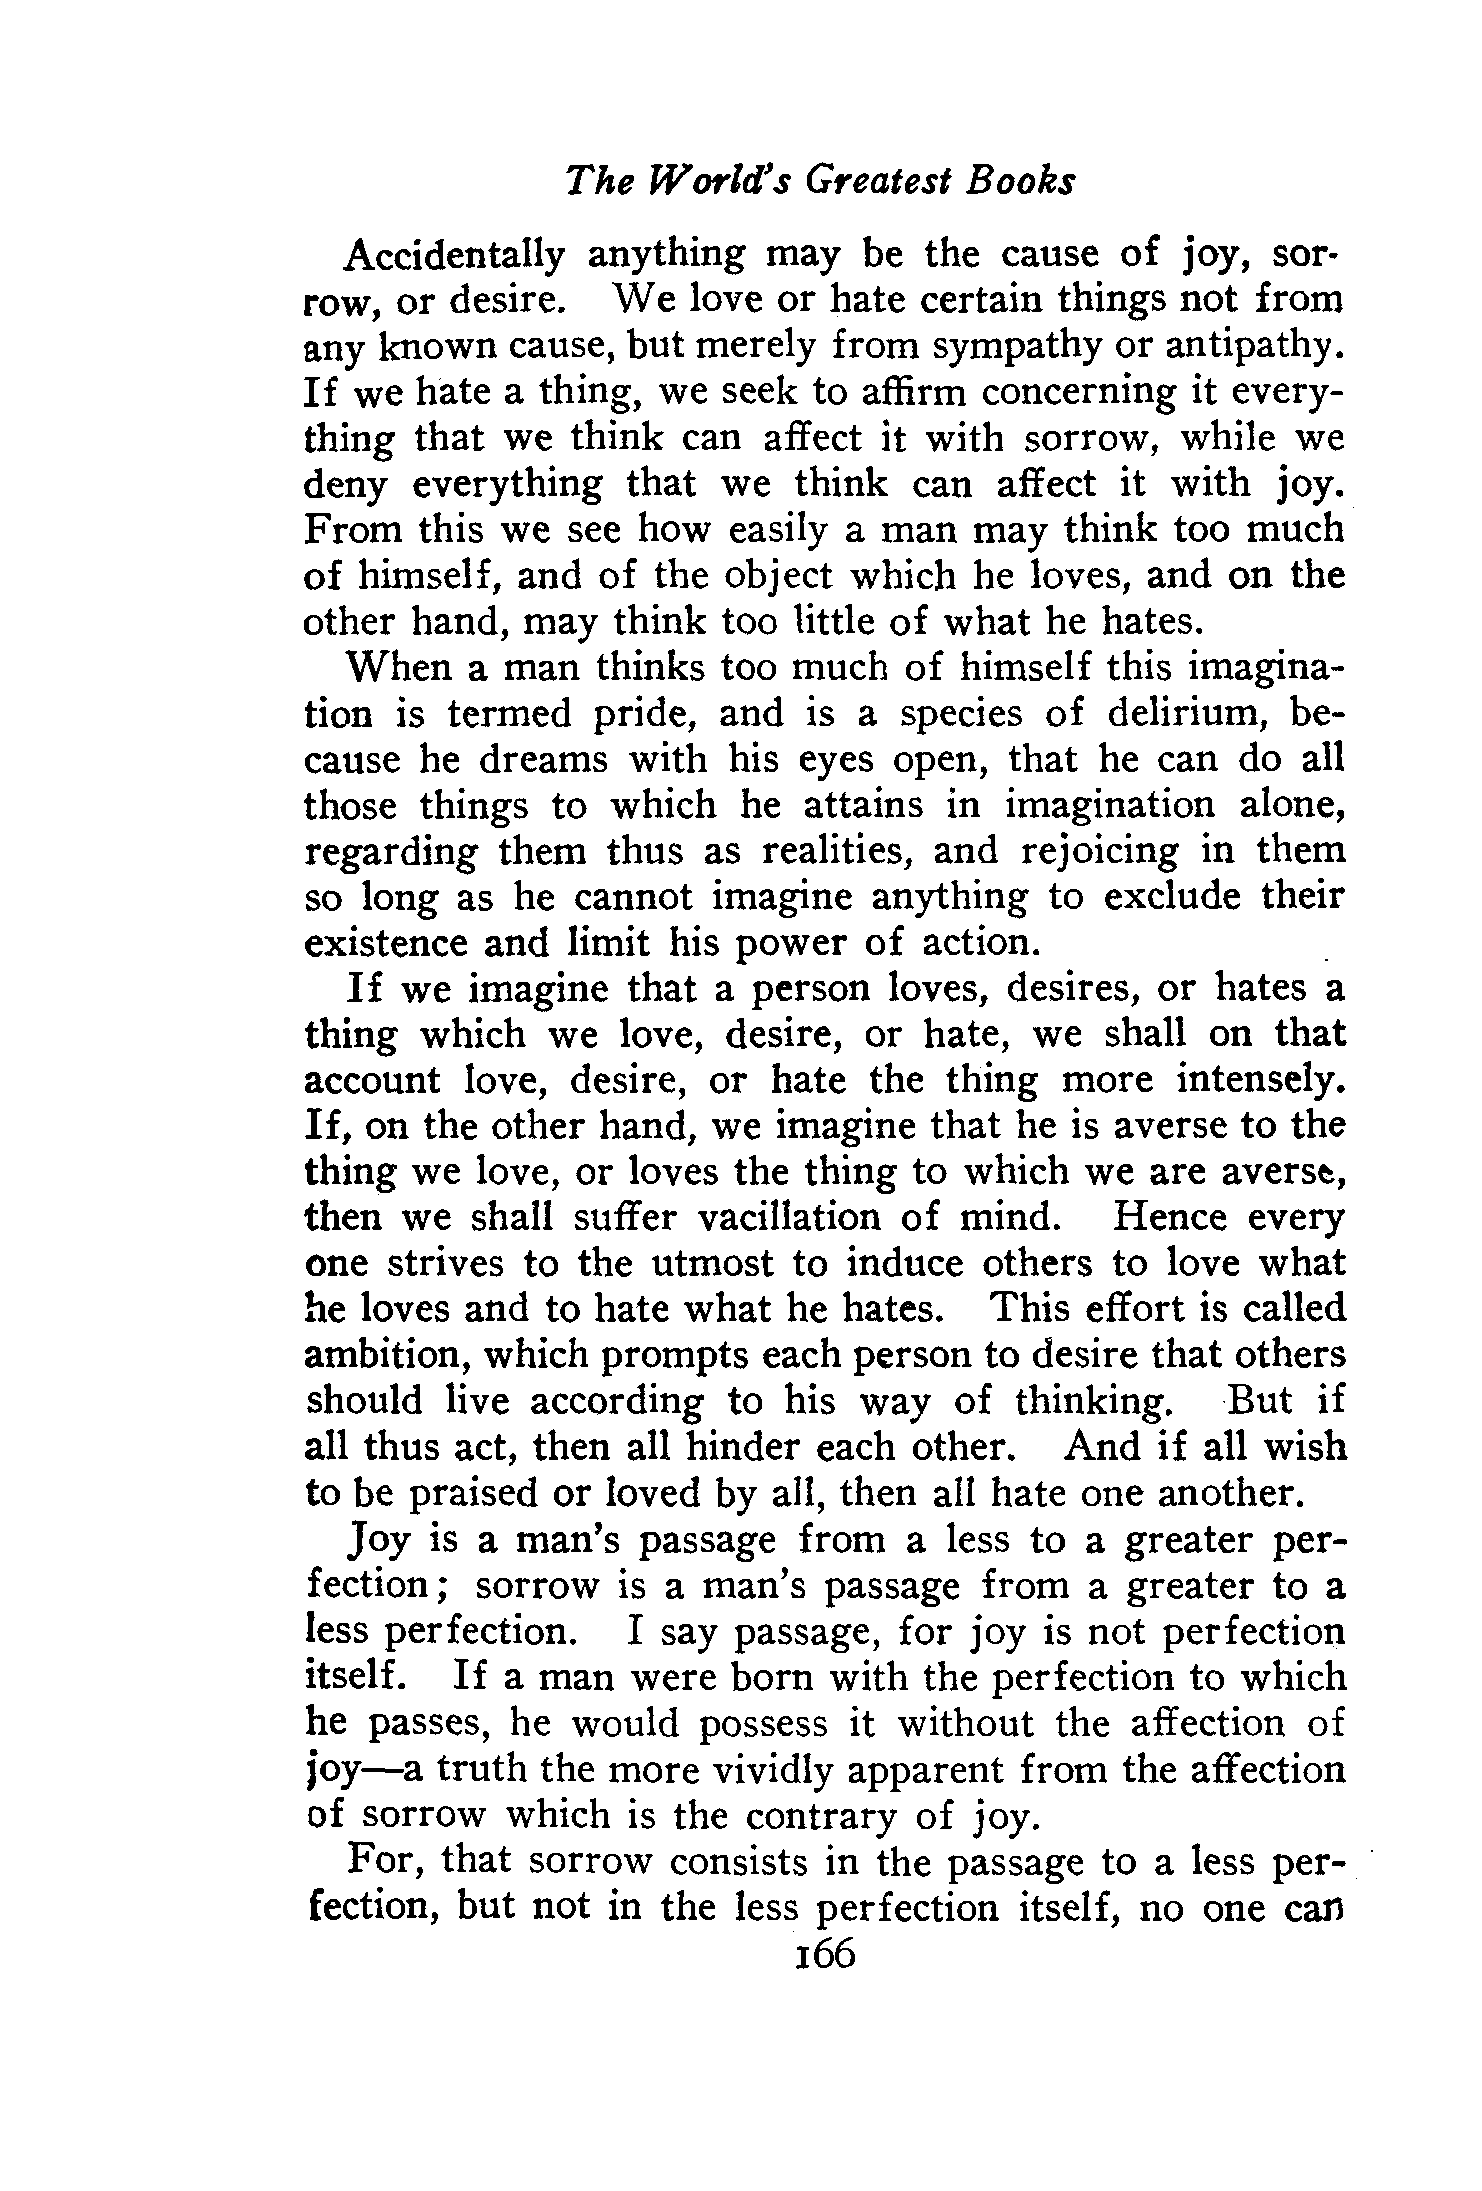 The World's Greatest Books
Accidentally anything may be the cause of joy, sor-
row, or desire. We love or hate certain things not from
any known cause, but merely from sympathy or antipathy.
If we hate a thing, we seek to affirm concerning it every-
thing that we think can affect it with sorrow, while we
deny everything that we think can affect it with joy.
From this we see how easily a man may think too much
of himself, and of the object which he loves, and on the
other hand, may think too little of what he hates.
When a man thinks too much of himself this imagina-
tion is termed pride, and is a species of delirium, be-
cause he dreams with his eyes open, that he can do all
those things to which he attains in imagination alone,
regarding them thus as realities, and rejoicing in them
so long as he cannot imagine anything to exclude their
existence and limit his power of action.
If we imagine that a person loves, desires, or hates a
thing which we love, desire, or hate, we shall on that
account love, desire, or hate the thing more intensely.
If, on the other hand, we imagine that he is averse to the
thing we love, or loves the thing to which we are averse,
then we shall suffer vacillation of mind. Hence every
one strives to the utmost to induce others to love what
he loves and to hate what he hates. This effort is called
ambition, which prompts each person to desire that others
should live according to his way of thinking. But if
all thus act, then all hinder each other. And if all wish
to be praised or loved by all, then all hate one another.
Joy is a man's passage from a less to a greater per-
fection; sorrow is a man's passage from a greater to a
less perfection. I say passage, for joy is not perfection
itself. If a man were born with the perfection to which
he passes, he would possess it without the affection of
joy—a truth the more vividly apparent from the affection
of sorrow which is the contrary of joy.
For, that sorrow consists in the passage to a less per-
fection, but not in the less perfection itself, no one can
166